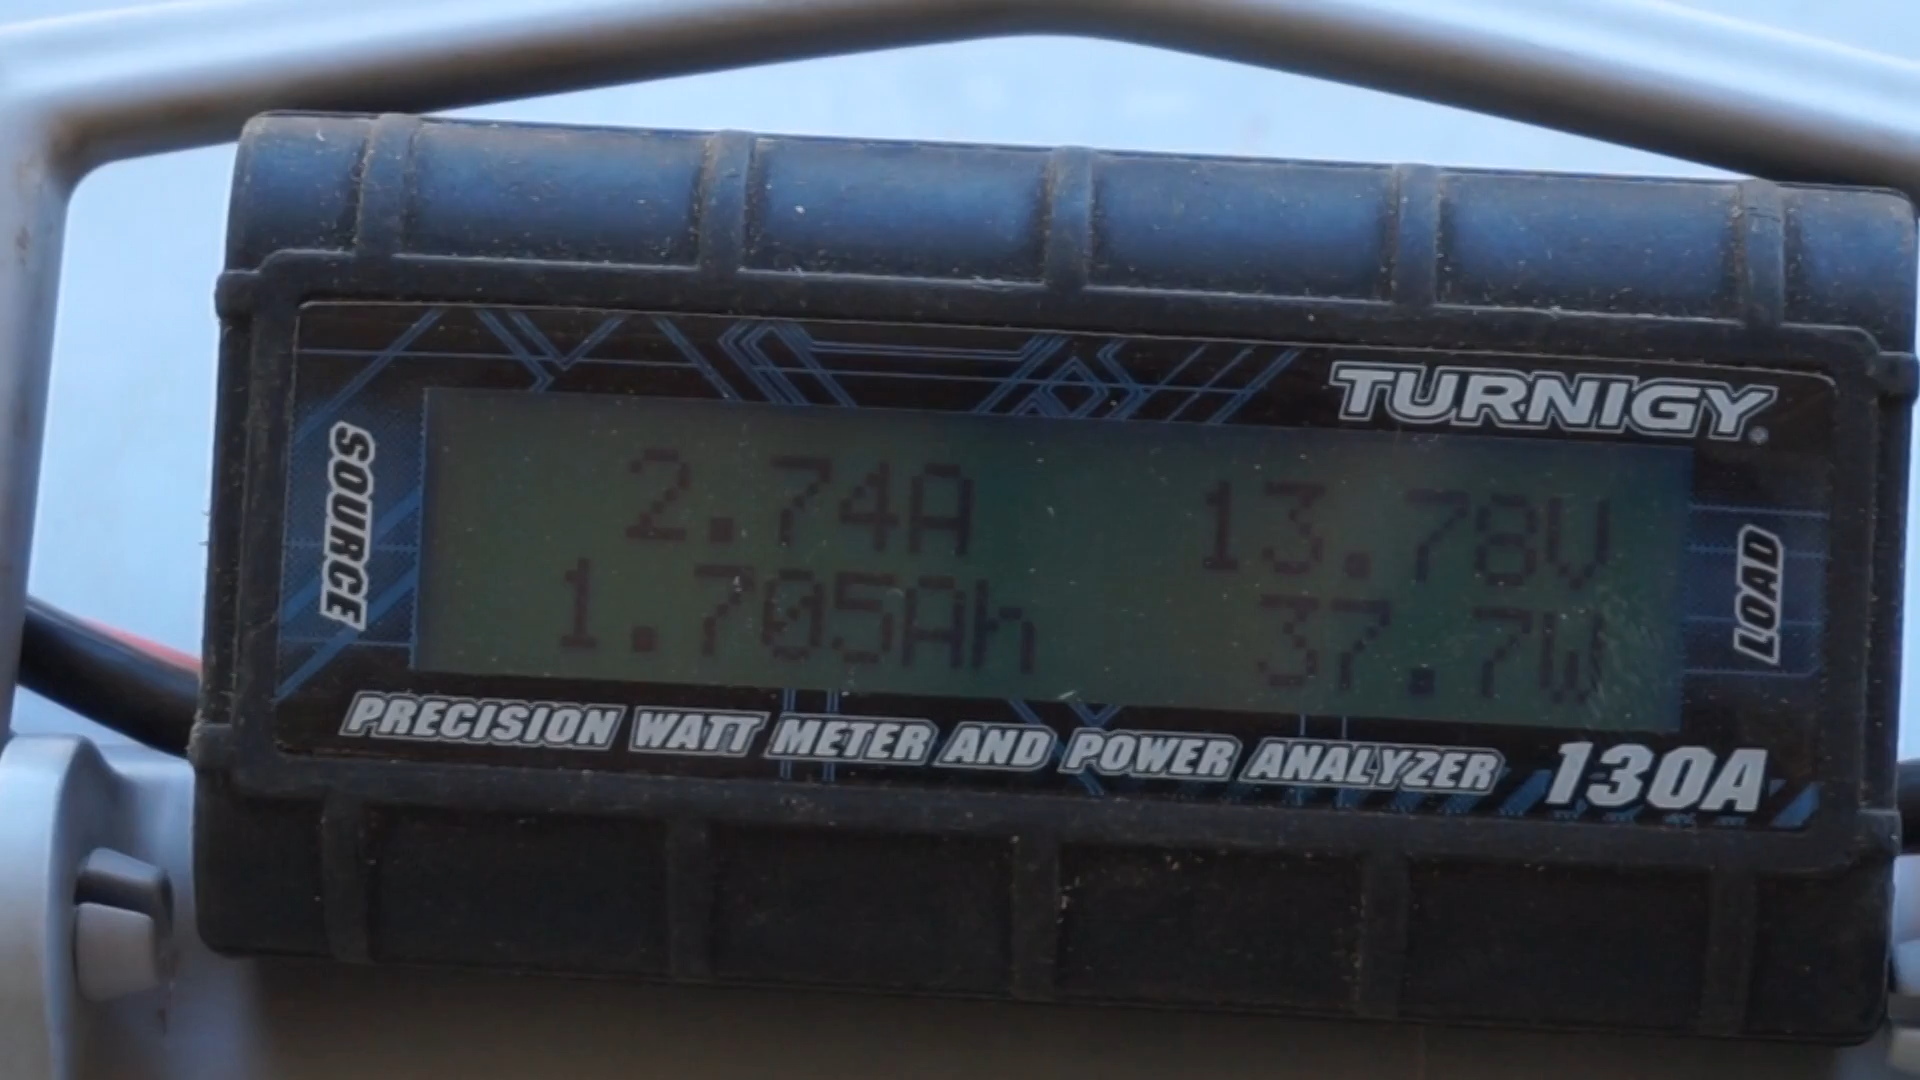 TURNIGY
SOURCE
2.74A 13.78V
1.705Ah 37.7W
LOAD
PRECISION WATT METER AND POWER ANALYZER 130A